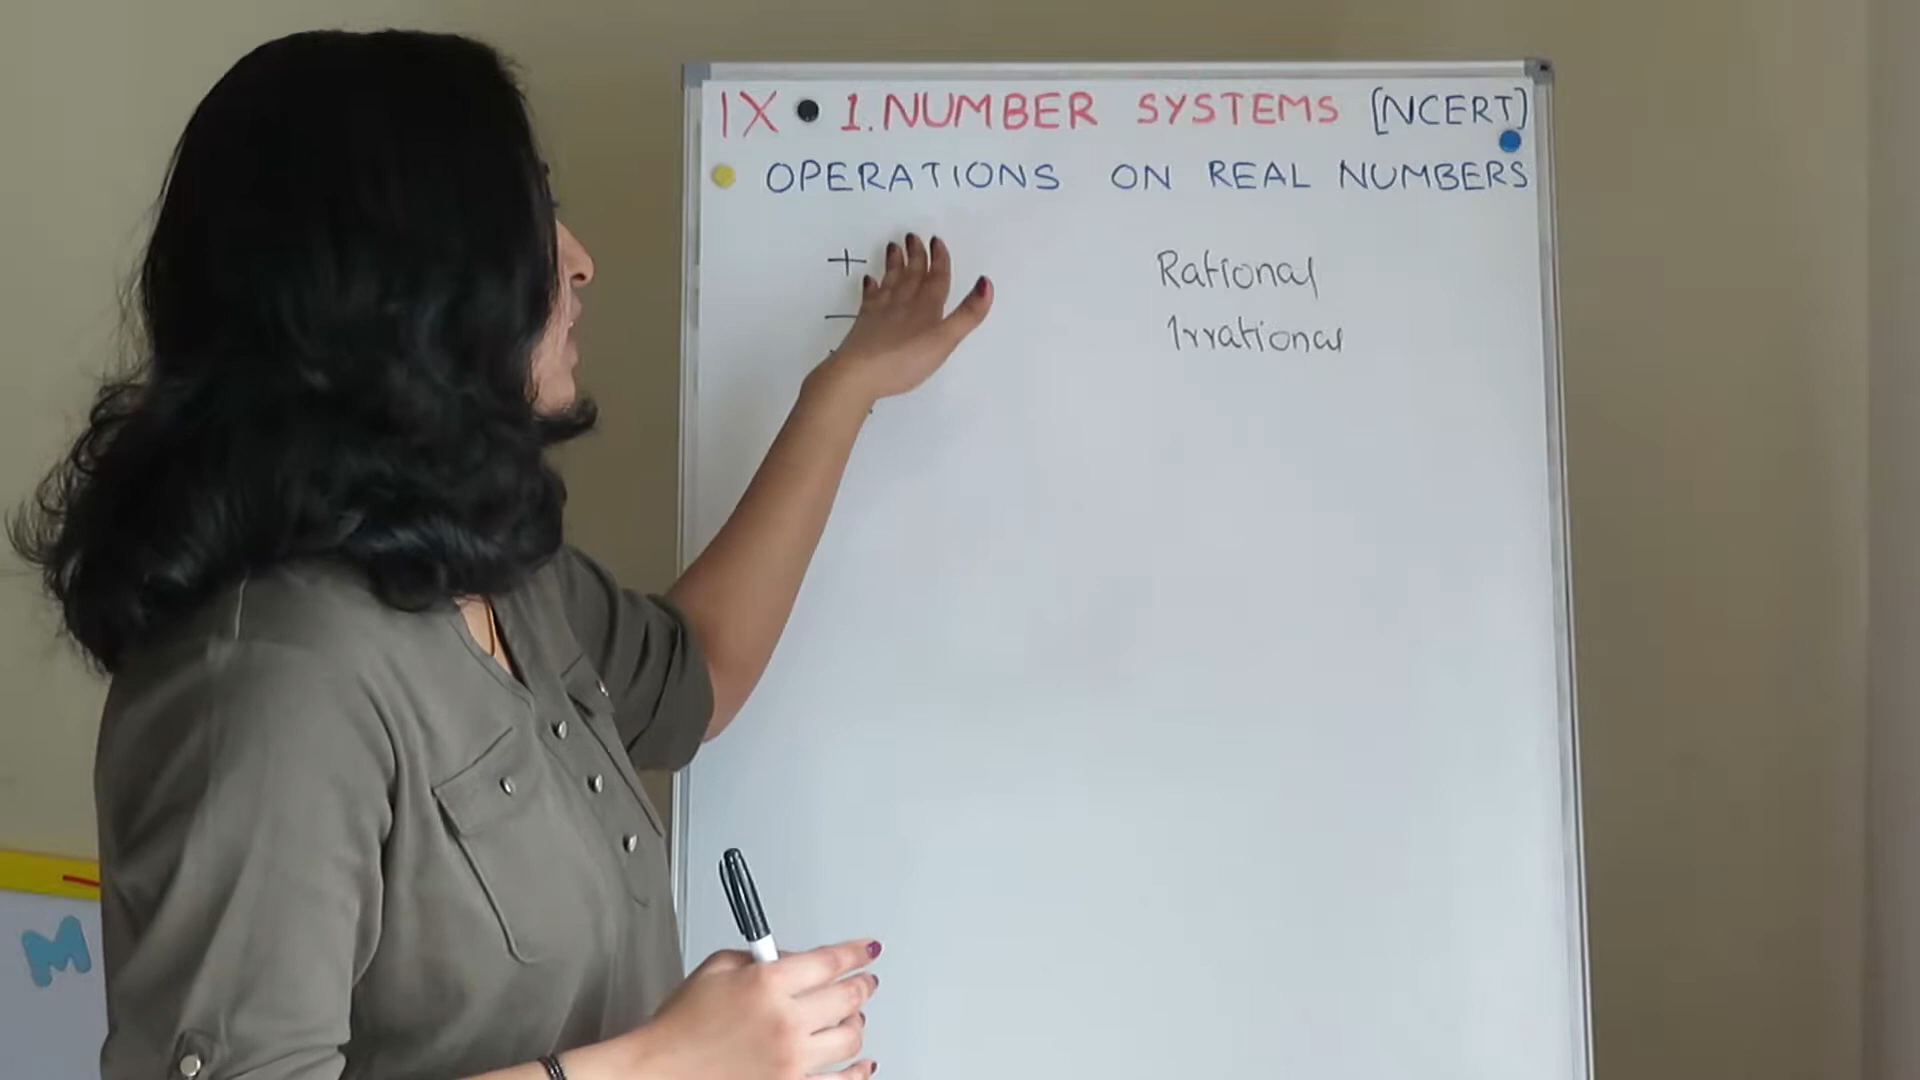 IX • 1. NUMBER SYSTEMS [NCERT]
OPERATIONS ON REAL NUMBERS
+ Rational
− Irrational
M